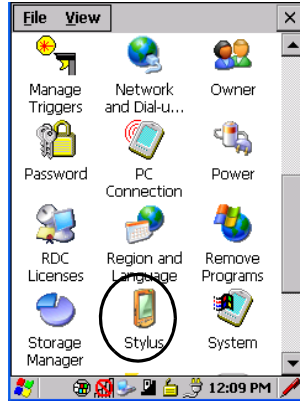 File View
Manage Triggers
Network and Dial-u...
Owner
Password
PC Connection
Power
RDC Licenses
Region and Language
Remove Programs
Storage Manager
Stylus
System
12:09 PM